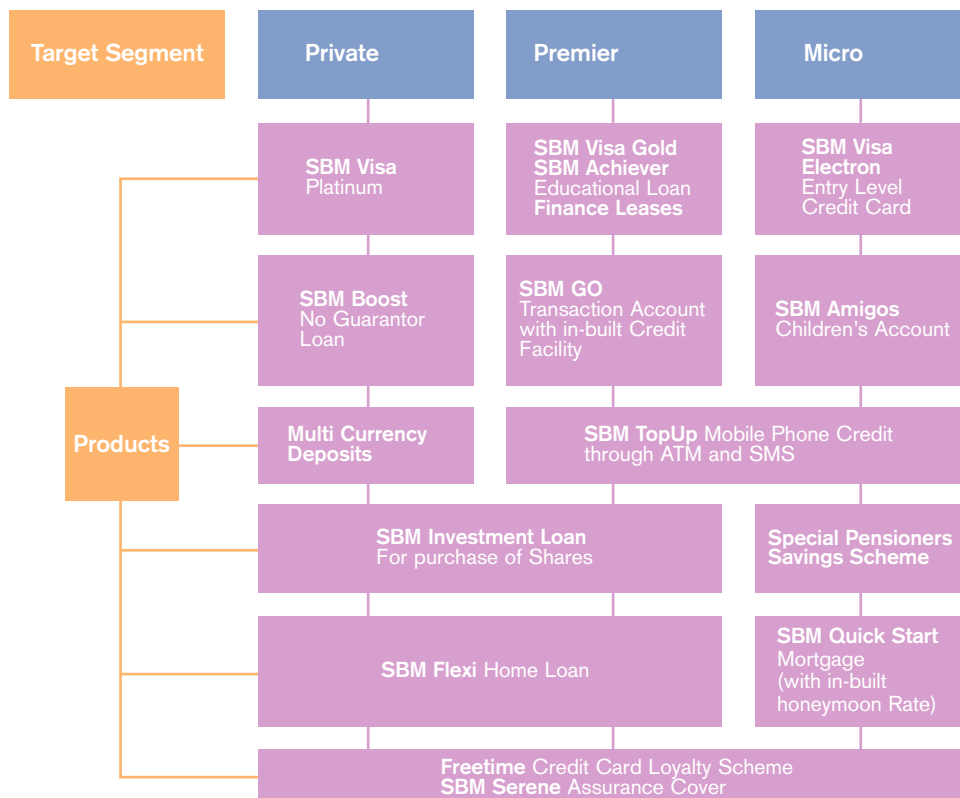 Target Segment
Private
Premier
Micro
SBM Visa
Platinum
SBM Visa Gold
SBM Achiever
Educational Loan
Finance Leases
SBM Visa
Electron
Entry Level
Credit Card
SBM Boost
No Guarantor
Loan
SBM GO
Transaction Account
with in-built Credit
Facility
SBM Amigos
Children's Account
Products
Multi Currency
Deposits
SBM TopUp Mobile Phone Credit
through ATM and SMS
SBM Investment Loan
For purchase of Shares
Special Pensioners
Savings Scheme
SBM Flexi Home Loan
SBM Quick Start
Mortgage
(with in-built
honeymoon Rate)
Freetime Credit Card Loyalty Scheme
SBM Serene Assurance Cover